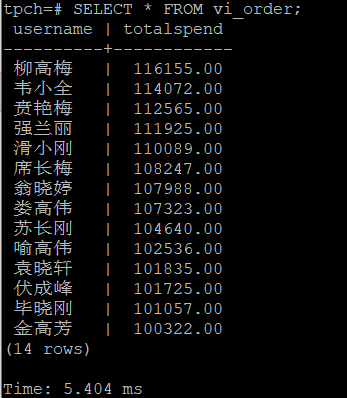 tpch=# SELECT * FROM vi_order;
 username | totalspend
----------+------------
 柳高梅   |  116155.00
 韦小全   |  114072.00
 贲艳梅   |  112565.00
 强兰丽   |  111925.00
 滑小刚   |  110089.00
 席长梅   |  108247.00
 翁晓婷   |  107988.00
 娄高伟   |  107323.00
 苏长刚   |  104640.00
 喻高伟   |  102536.00
 袁晓轩   |  101835.00
 伏成峰   |  101725.00
 毕晓刚   |  101057.00
 金高芳   |  100322.00
(14 rows)
Time: 5.404 ms